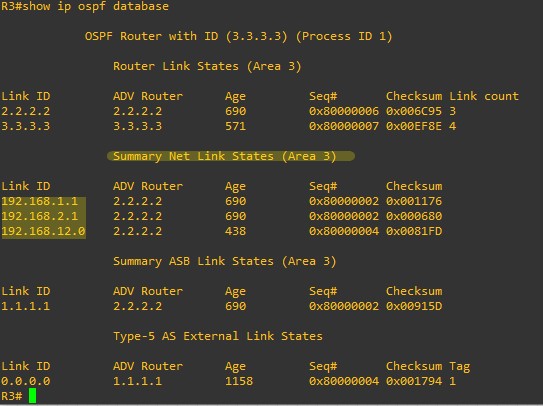 R3#show ip ospf database
OSPF Router with ID (3.3.3.3) (Process ID 1)
Router Link States (Area 3)
Link ID ADV Router Age Seq# Checksum Link count
2.2.2.2 2.2.2.2 690 0x80000006 0x006C95 3
3.3.3.3 3.3.3.3 571 0x80000007 0x00EF8E 4
Summary Net Link States (Area 3)
Link ID ADV Router Age Seq# Checksum
192.168.1.1 2.2.2.2 690 0x80000002 0x001176
192.168.2.1 2.2.2.2 690 0x80000002 0x000680
192.168.12.0 2.2.2.2 438 0x80000004 0x0081FD
Summary ASB Link States (Area 3)
Link ID ADV Router Age Seq# Checksum
1.1.1.1 2.2.2.2 690 0x80000002 0x00915D
Type-5 AS External Link States
Link ID ADV Router Age Seq# Checksum Tag
0.0.0.0 1.1.1.1 1158 0x80000004 0x001794 1
R3#